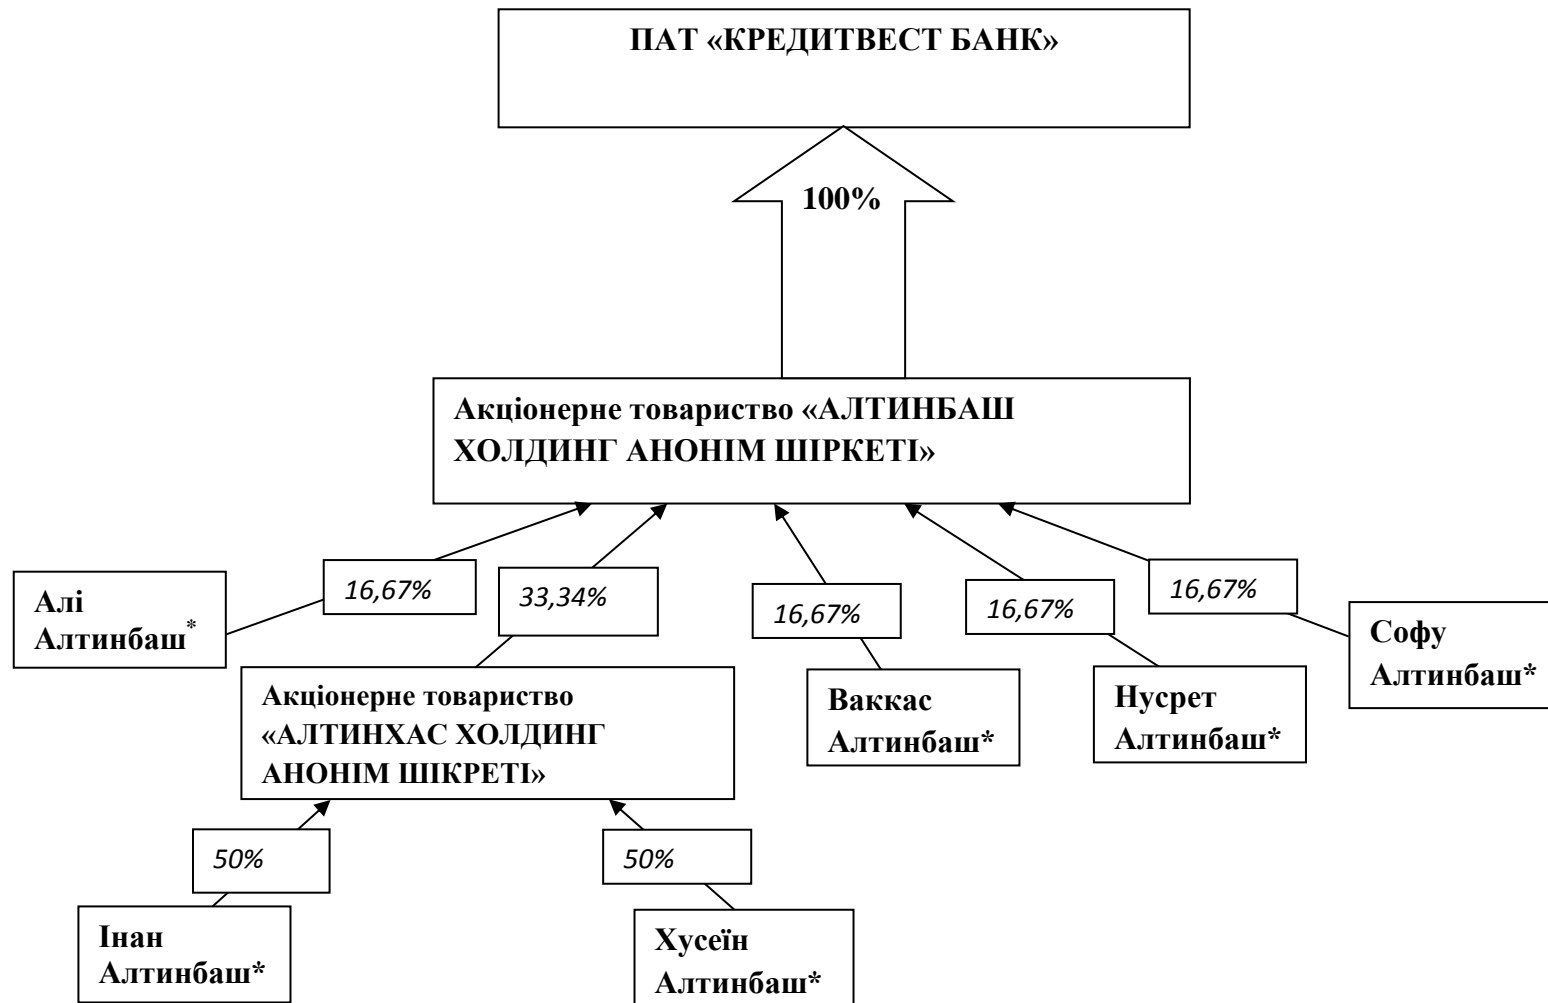 ПАТ «КРЕДИТВЕСТ БАНК»
100%
Акціонерне товариство «АЛТИНБАШ
ХОЛДИНГ АНОНІМ ШІРКЕТІ»
16,67%
33,34%
16,67%
16,67%
16,67%
Алі
Алтинбаш*
Акціонерне товариство
«АЛТИНХАС ХОЛДИНГ
АНОНІМ ШІКРЕТІ»
Ваккас
Алтинбаш*
Нусрет
Алтинбаш*
Софу
Алтинбаш*
50%
50%
Інан
Алтинбаш*
Хусеїн
Алтинбаш*